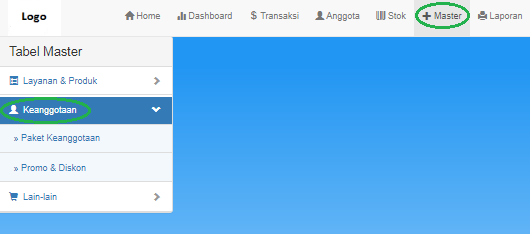 Logo Home Dashboard $ Transaksi Anggota Stok Master Laporan
Tabel Master
Layanan & Produk
Keanggotaan
» Paket Keanggotaan
» Promo & Diskon
Lain-lain